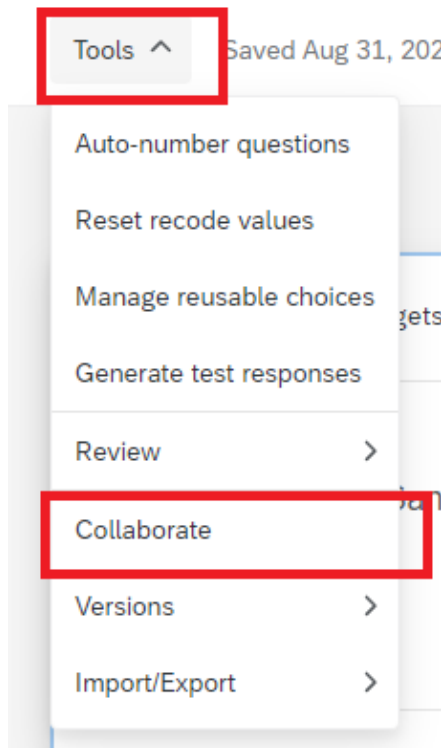 Tools
Saved Aug 31, 202
Auto-number questions
Reset recode values
Manage reusable choices
gets
Generate test responses
Review
Collaborate
Versions
Import/Export